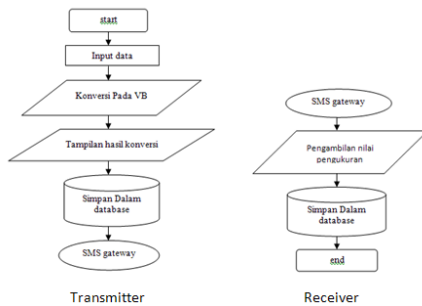 start
Input data
Konversi Pada VB
Tampilan hasil konversi
Simpan Dalam
database
SMS gateway
Transmitter
SMS gateway
Pengambilan nilai
pengukuran
Simpan Dalam
database
end
Receiver